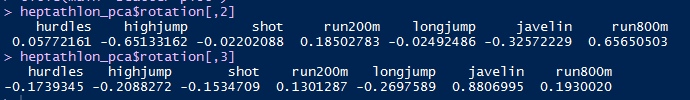 > heptathlon_pca$rotation[,2]
hurdles highjump shot run200m longjump javelin run800m
0.05772161 -0.65133162 -0.02202088 0.18502783 -0.02492486 -0.32572229 0.65650503
> heptathlon_pca$rotation[,3]
hurdles highjump shot run200m longjump javelin run800m
-0.1739345 -0.2088272 -0.1534709 0.1301287 -0.2697589 0.8806995 0.1930020